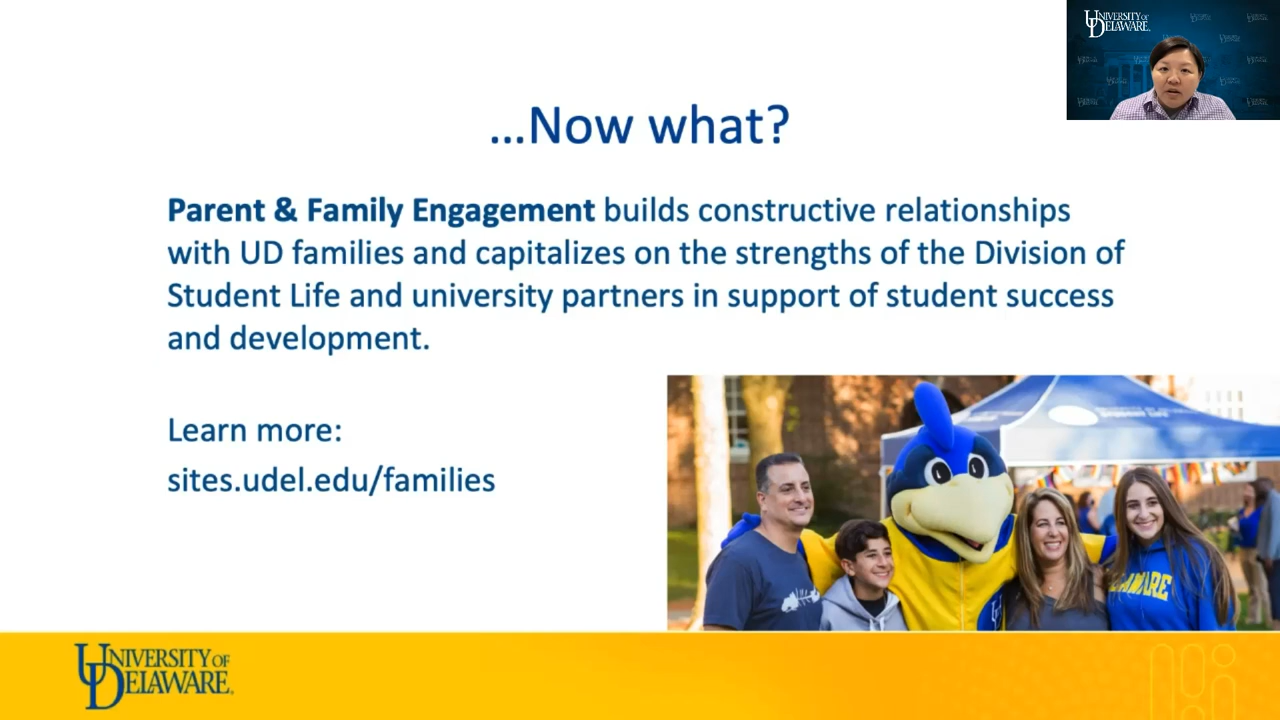 UNIVERSITY OF
DELAWARE
...Now what?
Parent & Family Engagement builds constructive relationships
with UD families and capitalizes on the strengths of the Division of
Student Life and university partners in support of student success
and development.
Learn more:
sites.udel.edu/families
STUDENT LIFE
UNIVERSITY OF
DELAWARE